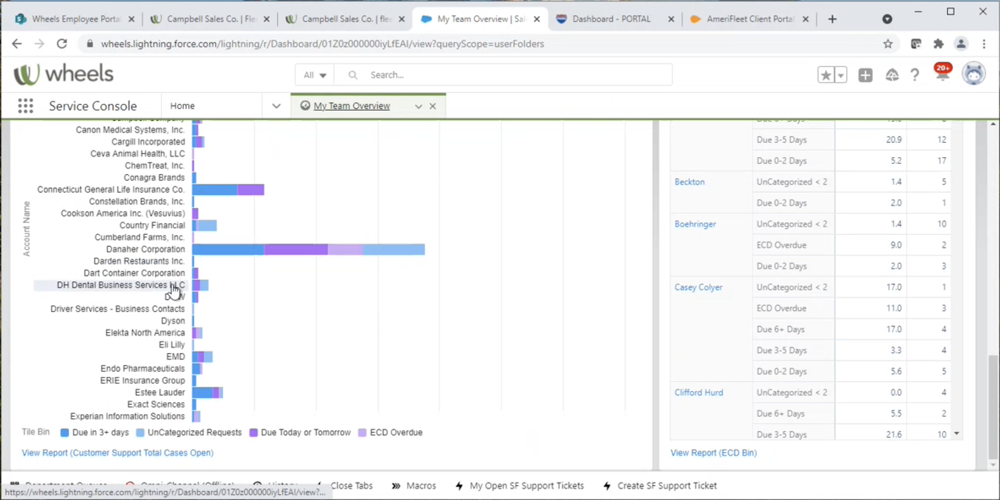 Wheels Employee Porta
Campbell Sales Co. | Fle
Campbell Sales Co. | flee
My Team Overview | Sal
Dashboard - PORTAL
AmeriFleet Client Portal
wheels.lightning.force.com/lightning/r/Dashboard/01Z0z000000iyLfEAI/view?queryScope=userFolders
wheels
All
Search...
20+
Service Console
Home
My Team Overview
Account Name
Campbell Company
Canon Medical Systems, Inc.
Cargill Incorporated
Ceva Animal Health, LLC
ChemTreat, Inc.
Conagra Brands
Connecticut General Life Insurance Co.
Constellation Brands, Inc.
Cookson America Inc. (Vesuvius)
Country Financial
Cumberland Farms, Inc.
Danaher Corporation
Darden Restaurants Inc.
Dart Container Corporation
DH Dental Business Services LLC
Driver Services - Business Contacts
Dyson
Elekta North America
Eli Lilly
EMD
Endo Pharmaceuticals
ERIE Insurance Group
Estee Lauder
Exact Sciences
Experian Information Solutions
Tile Bin Due in 3+ days UnCategorized Requests Due Today or Tomorrow ECD Overdue
View Report (Customer Support Total Cases Open)
Due 6+ Days
Due 3-5 Days 20.9 12
Due 0-2 Days 5.2 17
Beckton UnCategorized < 2 1.4 5
Due 0-2 Days 2.0 1
Boehringer UnCategorized < 2 1.4 10
ECD Overdue 9.0 2
Due 0-2 Days 2.0 3
Casey Colyer UnCategorized < 2 17.0 1
ECD Overdue 11.0 3
Due 6+ Days 17.0 4
Due 3-5 Days 3.3 4
Due 0-2 Days 5.6 5
Clifford Hurd UnCategorized < 2 0.0 4
Due 6+ Days 5.5 2
Due 3-5 Days 21.6 10
View Report (ECD Bin)
Department Queues Omni-Channel (Offline) History Close Tabs Macros My Open SF Support Tickets Create SF Support Ticket
https://wheels.lightning.force.com/lightning/r/Dashboard/01Z0z000000iyLfEAI/view?...